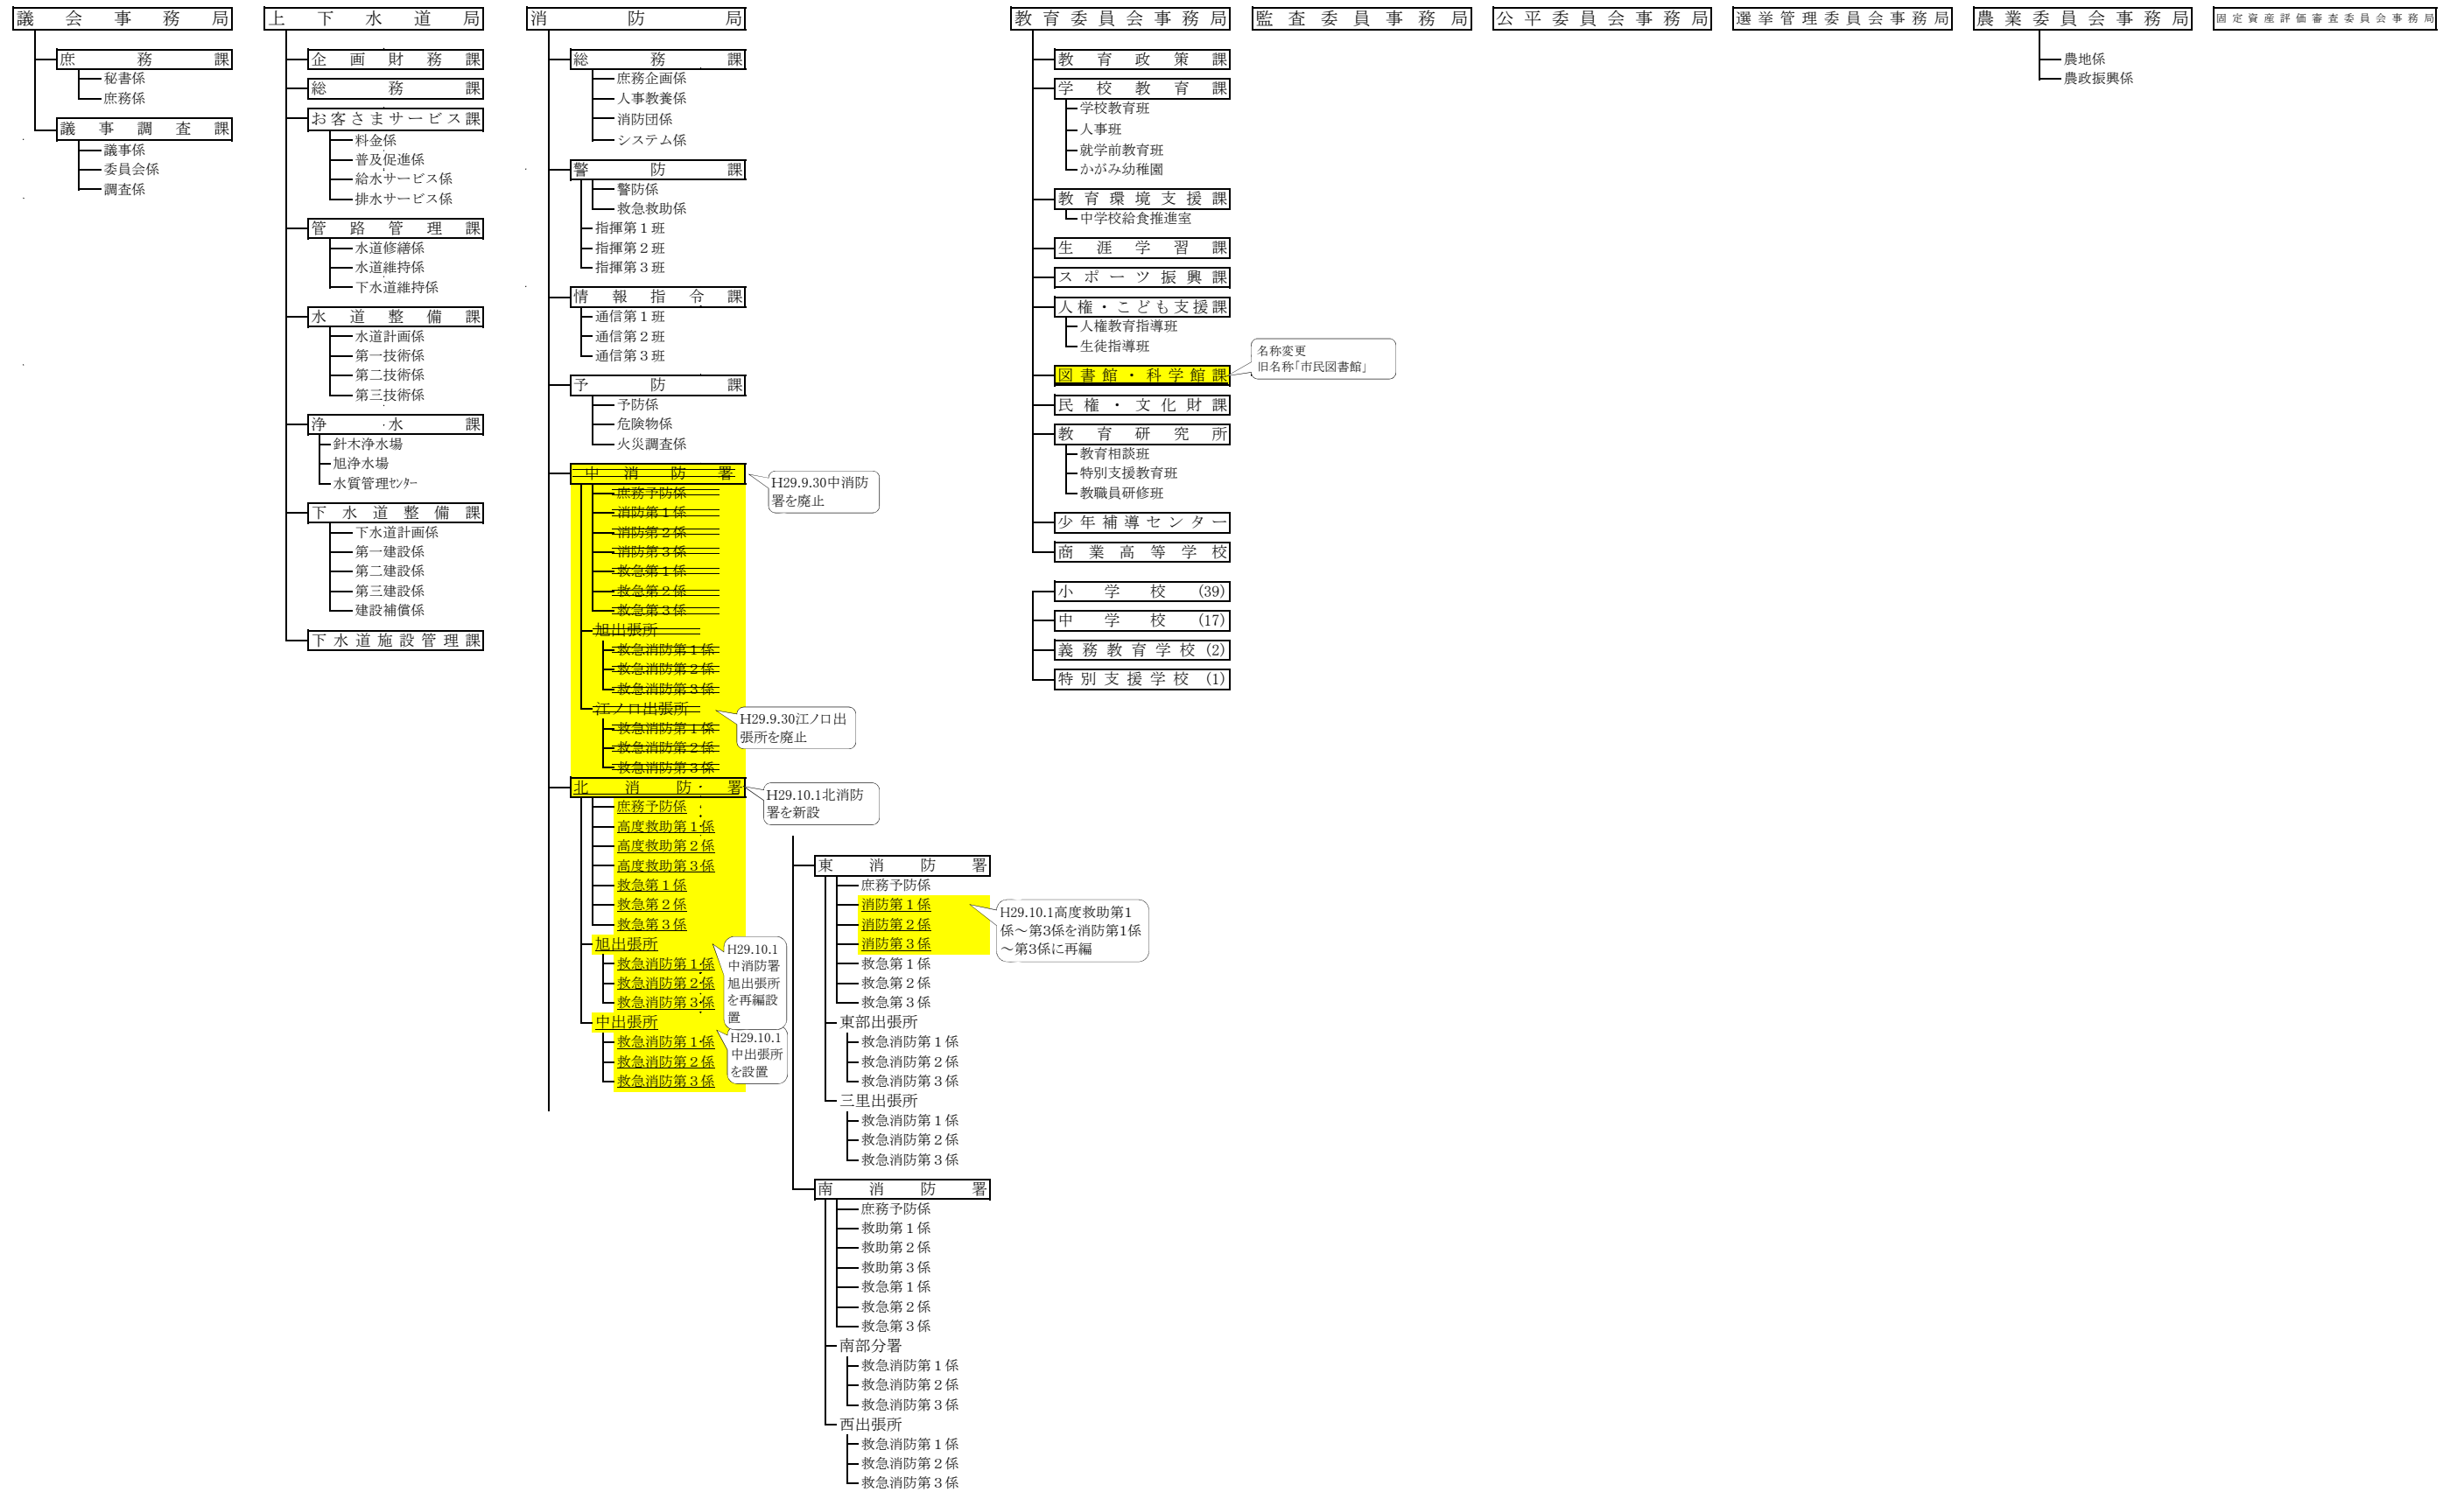 議会事務局
庶務課
秘書係
庶務係
議事調査課
議事係
委員会係
調査係
上下水道局
企画財務課
総務課
お客さまサービス課
料金係
普及促進係
給水サービス係
排水サービス係
管路管理課
水道修繕係
水道維持係
下水道維持係
水道整備課
水道計画係
第一技術係
第二技術係
第三技術係
浄水課
針木浄水場
旭浄水場
水質管理ｾﾝﾀｰ
下水道整備課
下水道計画係
第一建設係
第二建設係
第三建設係
建設補償係
下水道施設管理課
消防局
総務課
庶務企画係
人事教養係
消防団係
システム係
警防課
警防係
救急救助係
指揮第１班
指揮第２班
指揮第３班
情報指令課
通信第１班
通信第２班
通信第３班
予防課
予防係
危険物係
火災調査係
中消防署
H29.9.30中消防
署を廃止
庶務予防係
消防第１係
消防第２係
消防第３係
救急第１係
救急第２係
救急第３係
旭出張所
救急消防第１係
救急消防第２係
救急消防第３係
江ノ口出張所
H29.9.30江ノ口出
張所を廃止
救急消防第１係
救急消防第２係
救急消防第３係
北消防署
H29.10.1北消防
署を新設
庶務予防係
高度救助第１係
高度救助第２係
高度救助第３係
救急第１係
救急第２係
救急第３係
旭出張所
H29.10.1
中消防署
旭出張所
を再編設
置
救急消防第１係
救急消防第２係
救急消防第３係
中出張所
H29.10.1
中出張所
を設置
救急消防第１係
救急消防第２係
救急消防第３係
東消防署
庶務予防係
消防第１係
消防第２係
消防第３係
H29.10.1高度救助第1
係～第3係を消防第1係
～第3係に再編
救急第１係
救急第２係
救急第３係
東部出張所
救急消防第１係
救急消防第２係
救急消防第３係
三里出張所
救急消防第１係
救急消防第２係
救急消防第３係
南消防署
庶務予防係
救助第１係
救助第２係
救助第３係
救急第１係
救急第２係
救急第３係
南部分署
救急消防第１係
救急消防第２係
救急消防第３係
西出張所
救急消防第１係
救急消防第２係
救急消防第３係
教育委員会事務局
教育政策課
学校教育課
学校教育班
人事班
就学前教育班
かがみ幼稚園
教育環境支援課
中学校給食推進室
生涯学習課
スポーツ振興課
人権・こども支援課
人権教育指導班
生徒指導班
図書館・科学館課
名称変更
旧名称「市民図書館」
民権・文化財課
教育研究所
教育相談班
特別支援教育班
教職員研修班
少年補導センター
商業高等学校
小学校(39)
中学校(17)
義務教育学校(2)
特別支援学校(1)
監査委員事務局
公平委員会事務局
選挙管理委員会事務局
農業委員会事務局
農地係
農政振興係
固定資産評価審査委員会事務局